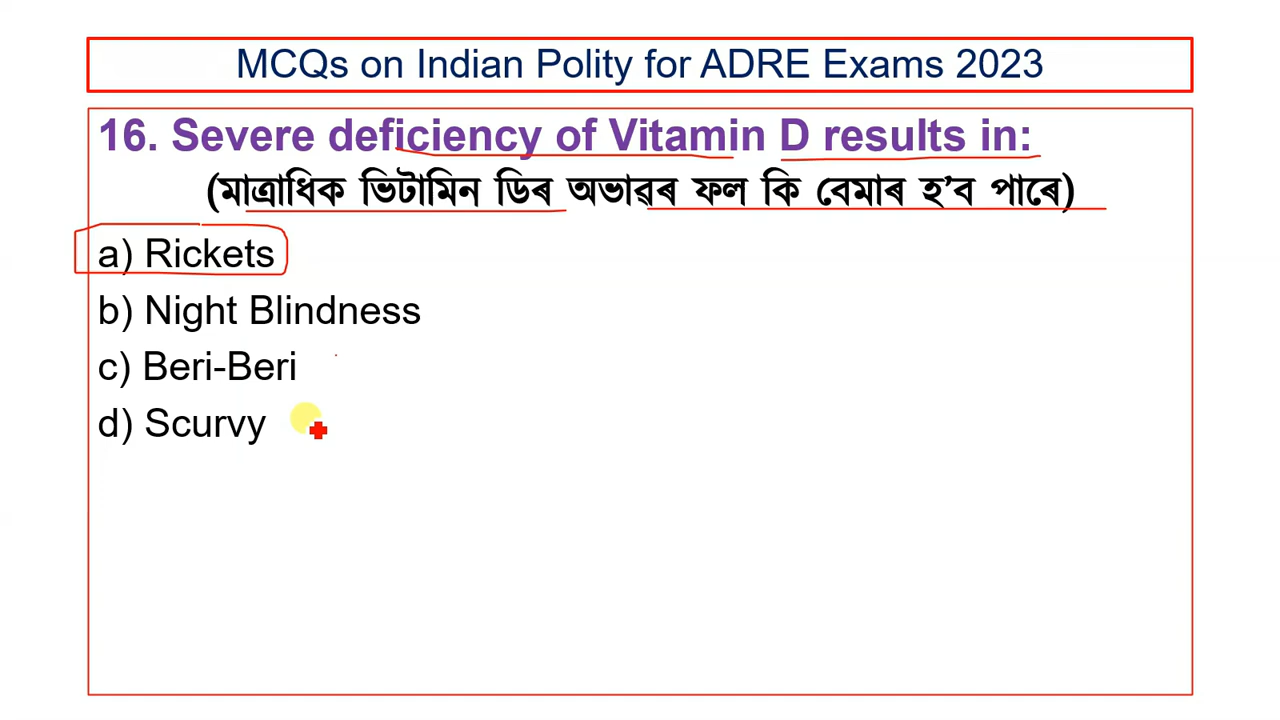 MCQs on Indian Polity for ADRE Exams 2023
16. Severe deficiency of Vitamin D results in:
(মাত্ৰাধিক ভিটামিন ডিৰ অভাৱৰ ফল কি বেমাৰ হ’ব পাৰে)
a) Rickets
b) Night Blindness
c) Beri-Beri
d) Scurvy